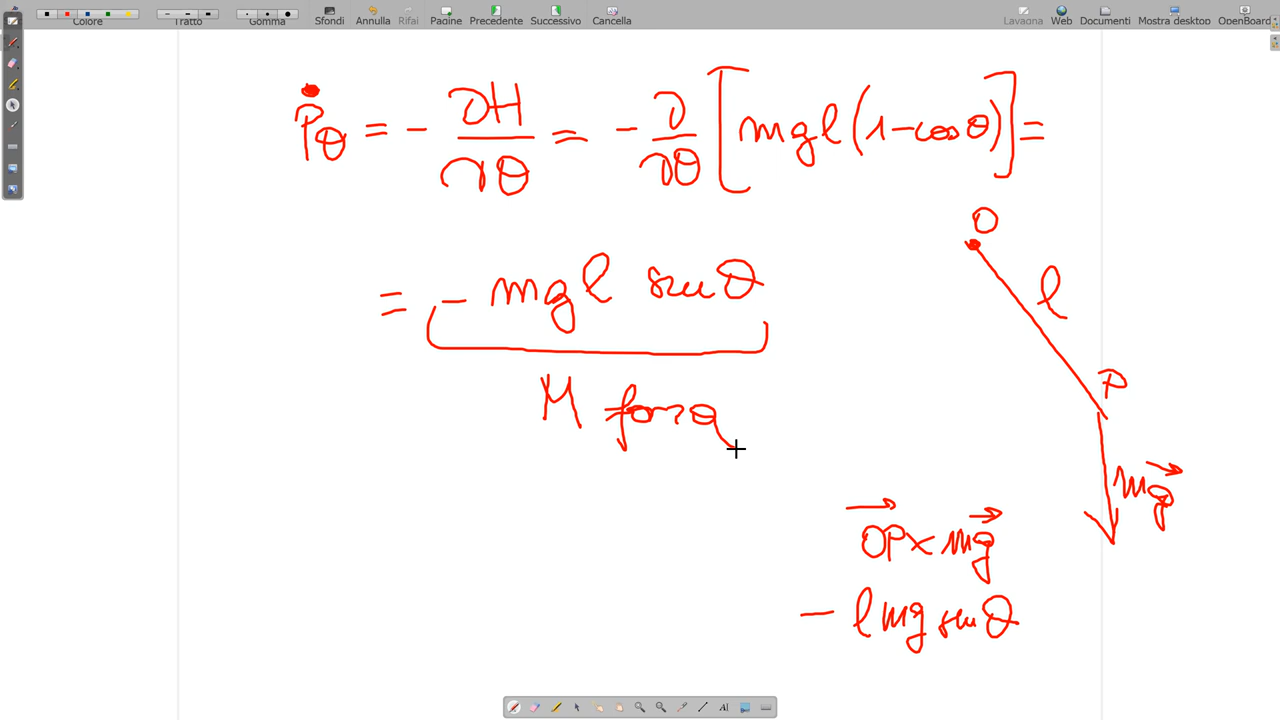 Colore Tratto Gomma Sfondi Annulla Rifai Pagine Precedente Successivo Cancella Lavagna Web Documenti Mostra desktop OpenBoard
Ṗθ = - ∂H/∂θ = - ∂/∂θ [mgl(1-cosθ)] =
O
= - mgl sinθ
l
M forza
P
mg⃗
OP⃗ × mg⃗
- l mg sinθ